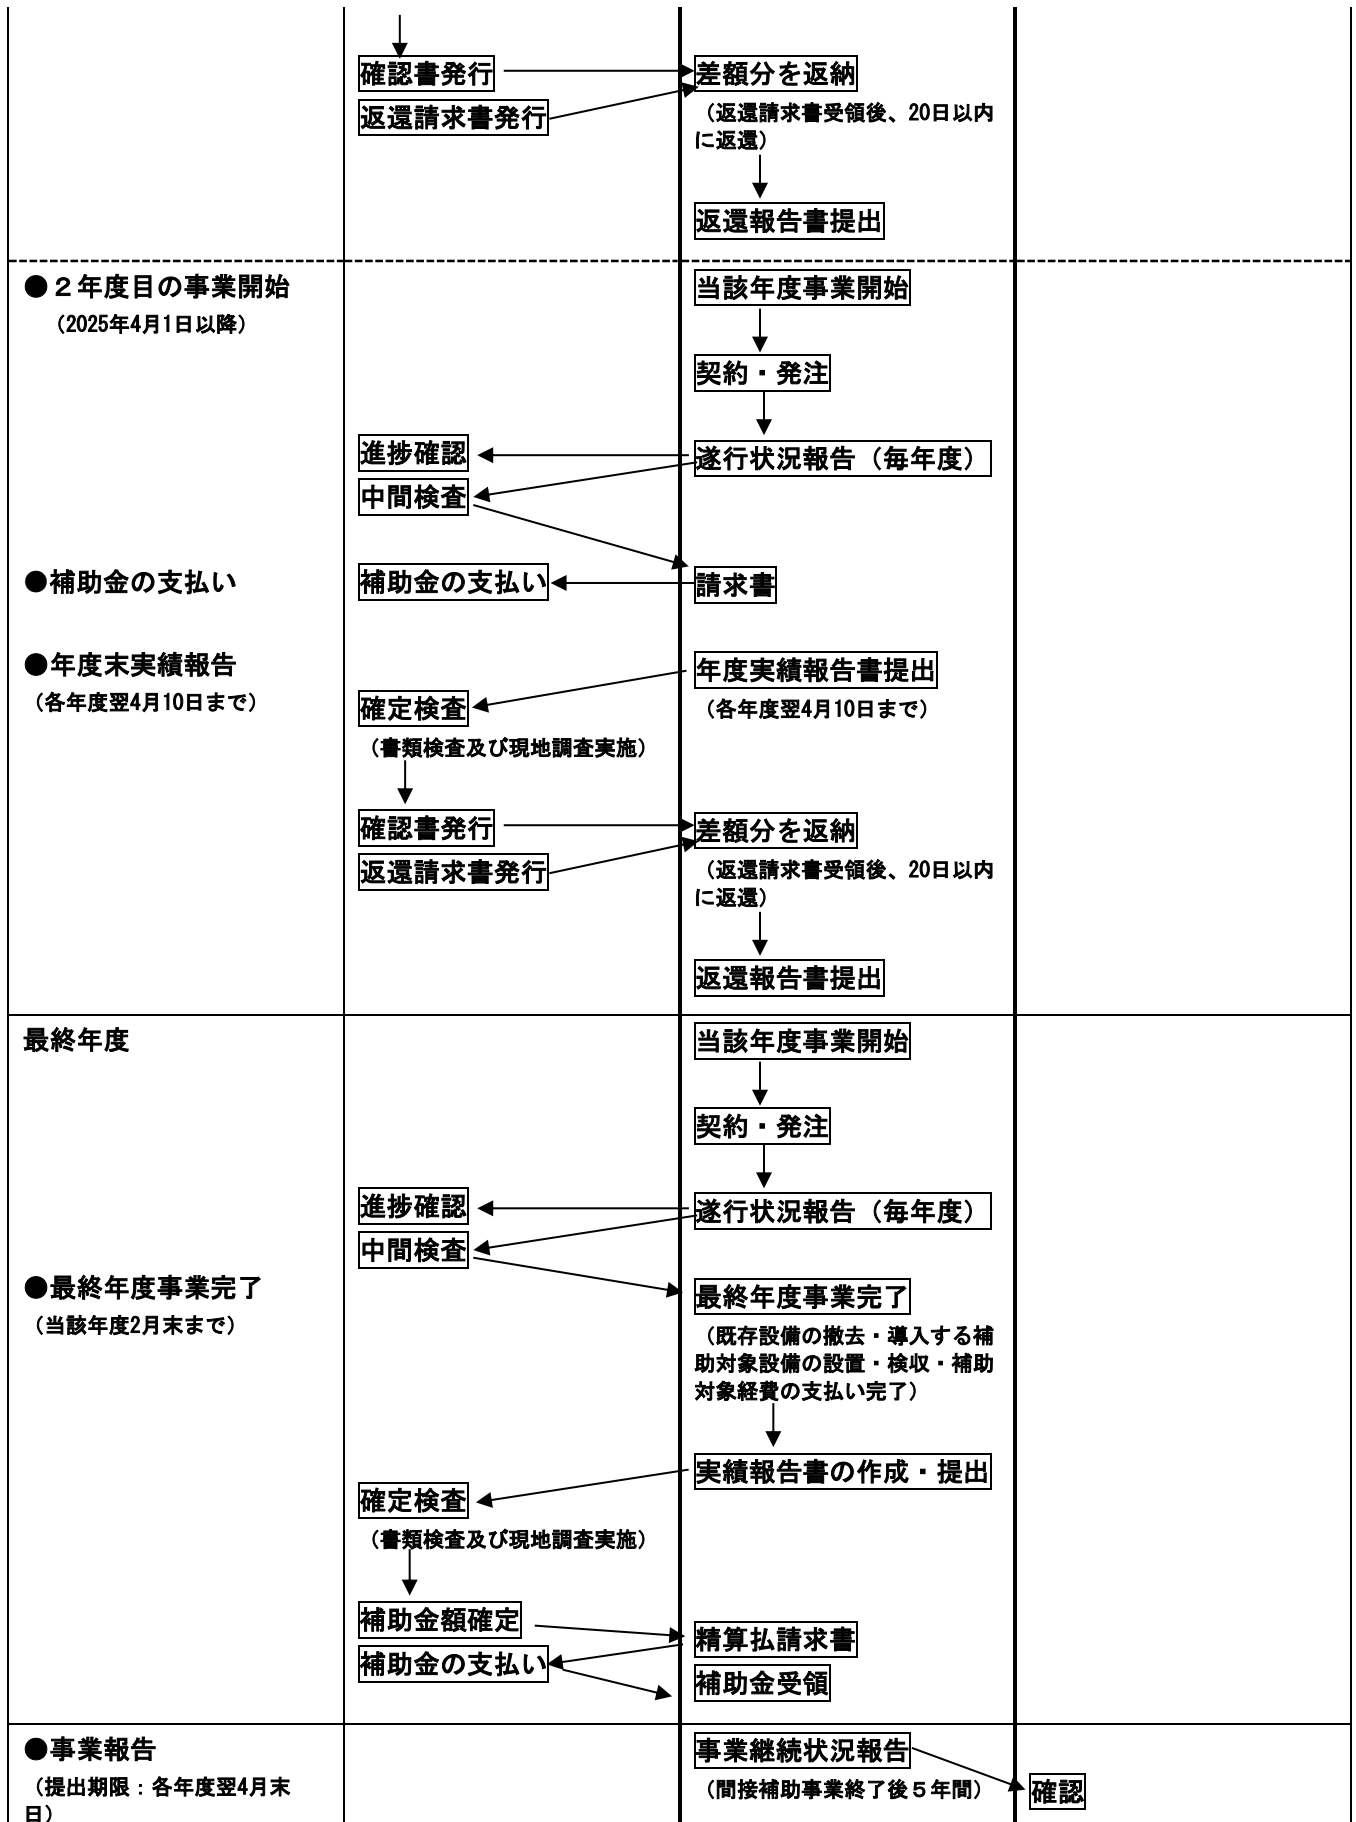 確認書発行
差額分を返納
返還請求書発行
（返還請求書受領後、20日以内
に返還）
返還報告書提出
●２年度目の事業開始
（2025年4月1日以降）
当該年度事業開始
契約・発注
進捗確認
遂行状況報告（毎年度）
中間検査
●補助金の支払い
補助金の支払い
請求書
●年度末実績報告
（各年度翌4月10日まで）
年度実績報告書提出
（各年度翌4月10日まで）
確定検査
（書類検査及び現地調査実施）
確認書発行
差額分を返納
返還請求書発行
（返還請求書受領後、20日以内
に返還）
返還報告書提出
最終年度
当該年度事業開始
契約・発注
進捗確認
遂行状況報告（毎年度）
中間検査
●最終年度事業完了
（当該年度2月末まで）
最終年度事業完了
（既存設備の撤去・導入する補
助対象設備の設置・検収・補助
対象経費の支払い完了）
実績報告書の作成・提出
確定検査
（書類検査及び現地調査実施）
補助金額確定
精算払請求書
補助金の支払い
補助金受領
●事業報告
（提出期限：各年度翌4月末
日）
事業継続状況報告
（間接補助事業終了後５年間）
確認